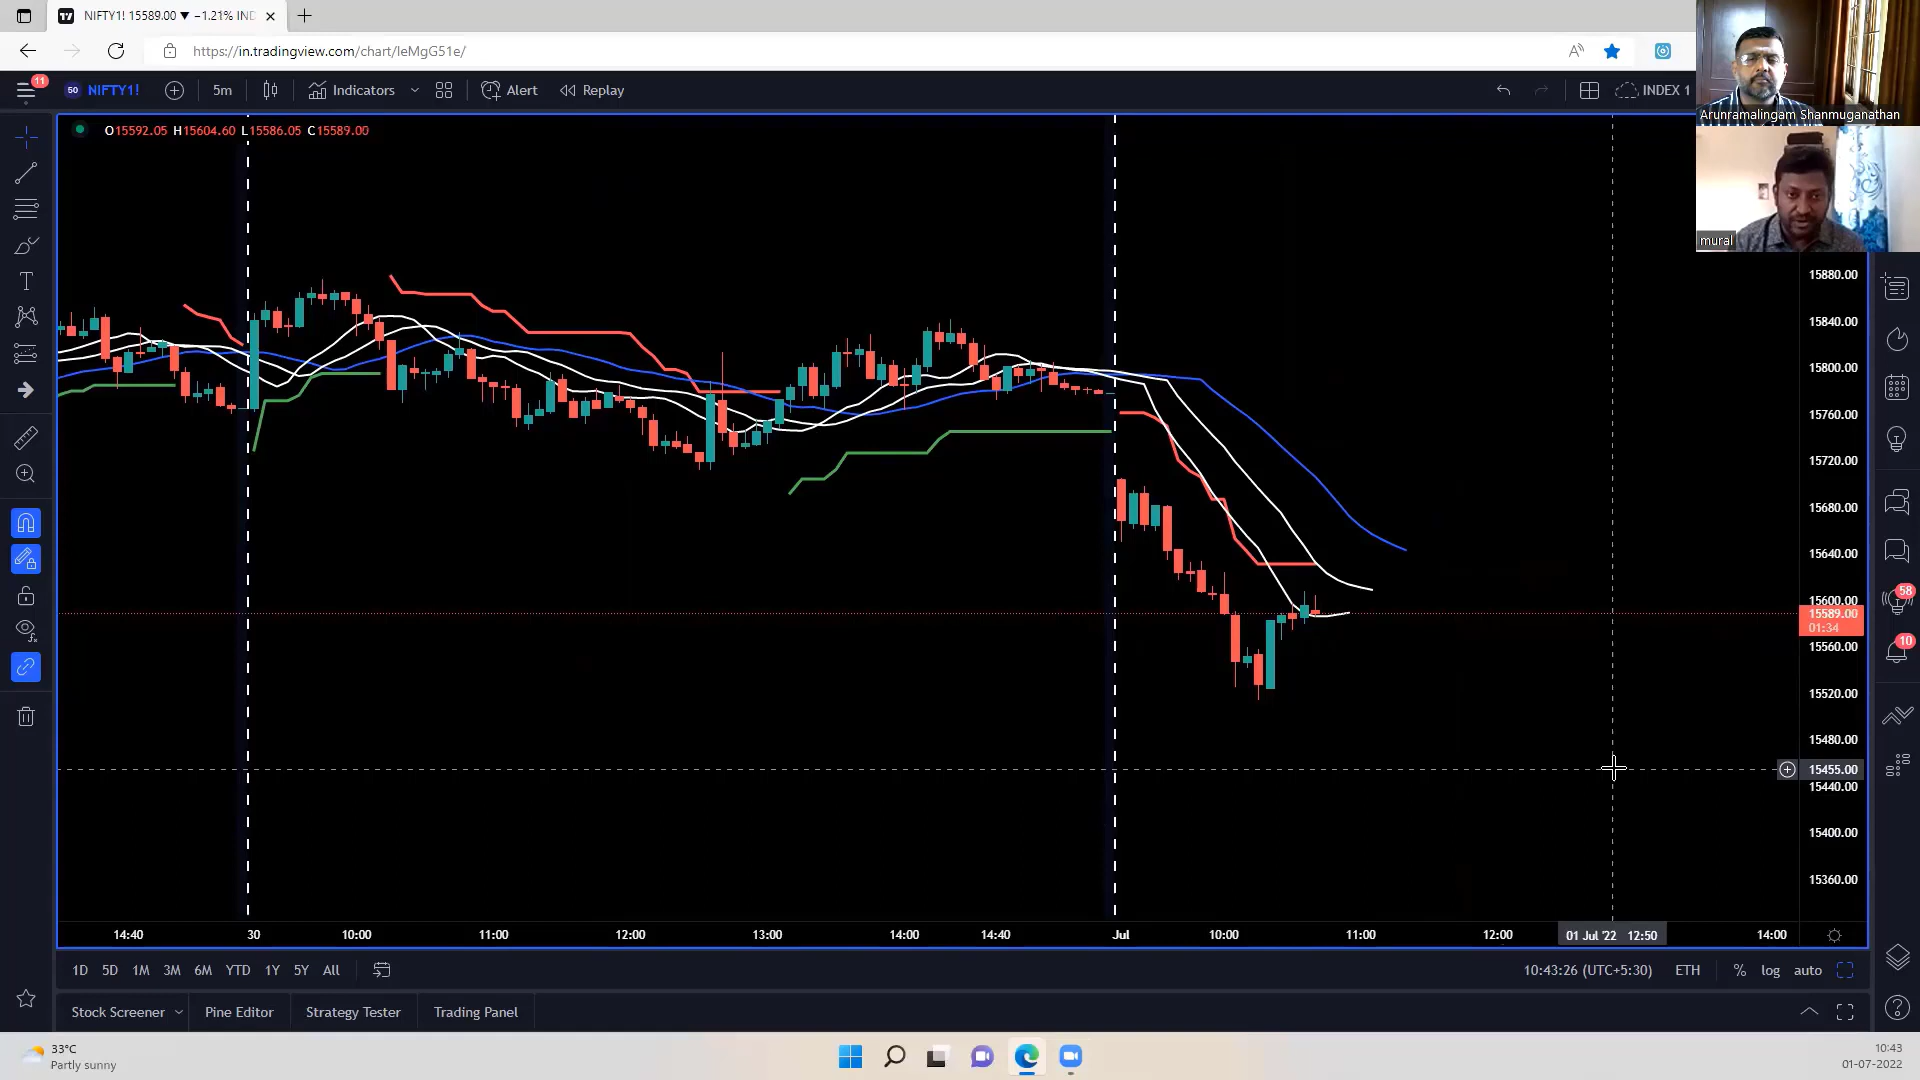 NIFTY1! 15589.00 ▼ −1.21% IND
https://in.tradingview.com/chart/leMgG51e/
11
50 NIFTY1!
5m
Indicators
Alert
Replay
INDEX 1
Arunramalingam Shanmuganathan
mural
O15592.05 H15604.60 L15586.05 C15589.00
15880.00
15840.00
15800.00
15760.00
15720.00
15680.00
15640.00
15600.00
15589.00
01:34
15560.00
15520.00
15480.00
15455.00
15440.00
15400.00
15360.00
58
10
14:40
30
10:00
11:00
12:00
13:00
14:00
14:40
Jul
10:00
11:00
12:00
01 Jul '22 12:50
14:00
1D 5D 1M 3M 6M YTD 1Y 5Y All
10:43:26 (UTC+5:30) ETH % log auto
Stock Screener
Pine Editor
Strategy Tester
Trading Panel
33°C
Partly sunny
10:43
01-07-2022